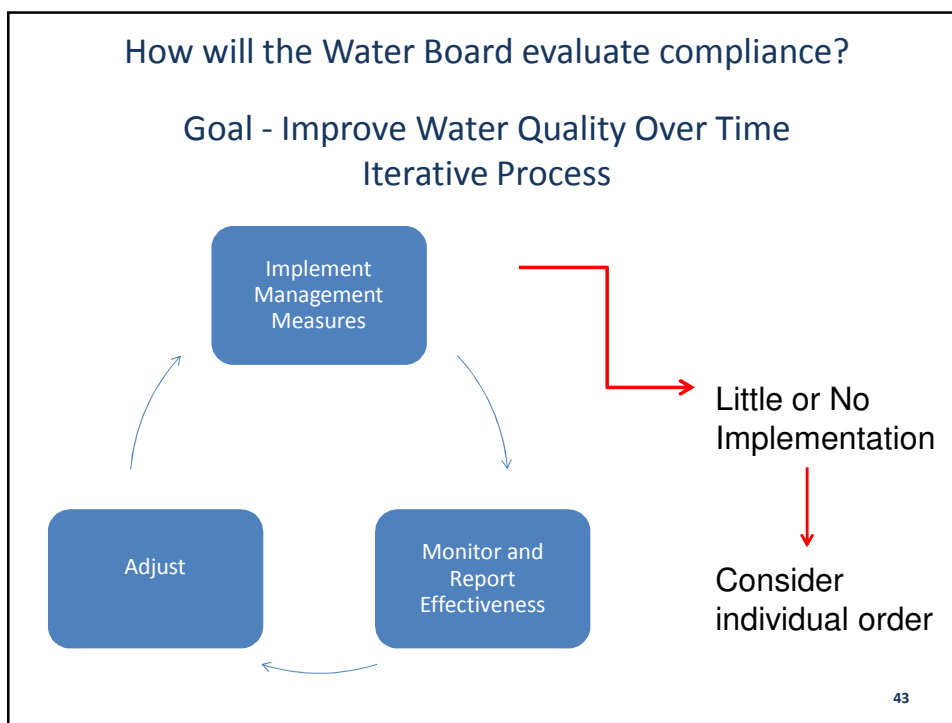 How will the Water Board evaluate compliance?
Goal - Improve Water Quality Over Time
Iterative Process
Implement
Management
Measures
Little or No
Implementation
Adjust
Monitor and
Report
Effectiveness
Consider
individual order
43